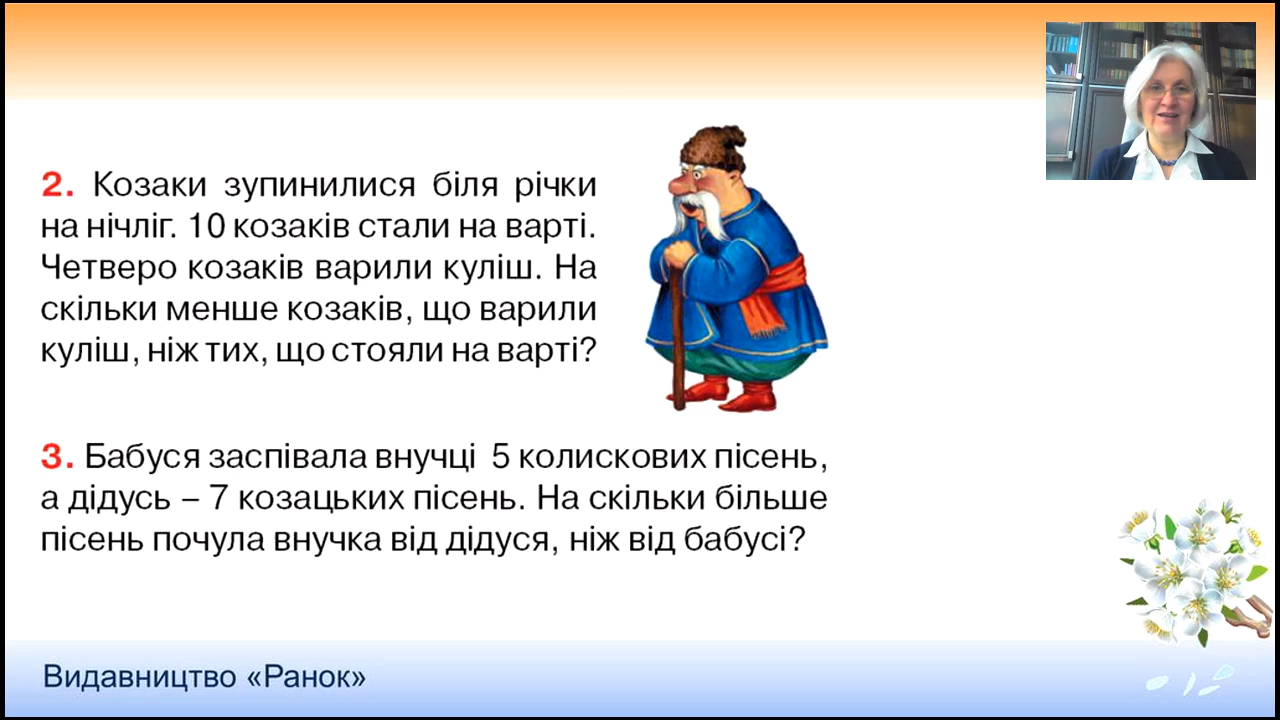 2. Козаки зупинилися біля річки
на нічліг. 10 козаків стали на варті.
Четверо козаків варили куліш. На
скільки менше козаків, що варили
куліш, ніж тих, що стояли на варті?
3. Бабуся заспівала внучці 5 колискових пісень,
а дідусь – 7 козацьких пісень. На скільки більше
пісень почула внучка від дідуся, ніж від бабусі?
Видавництво «Ранок»